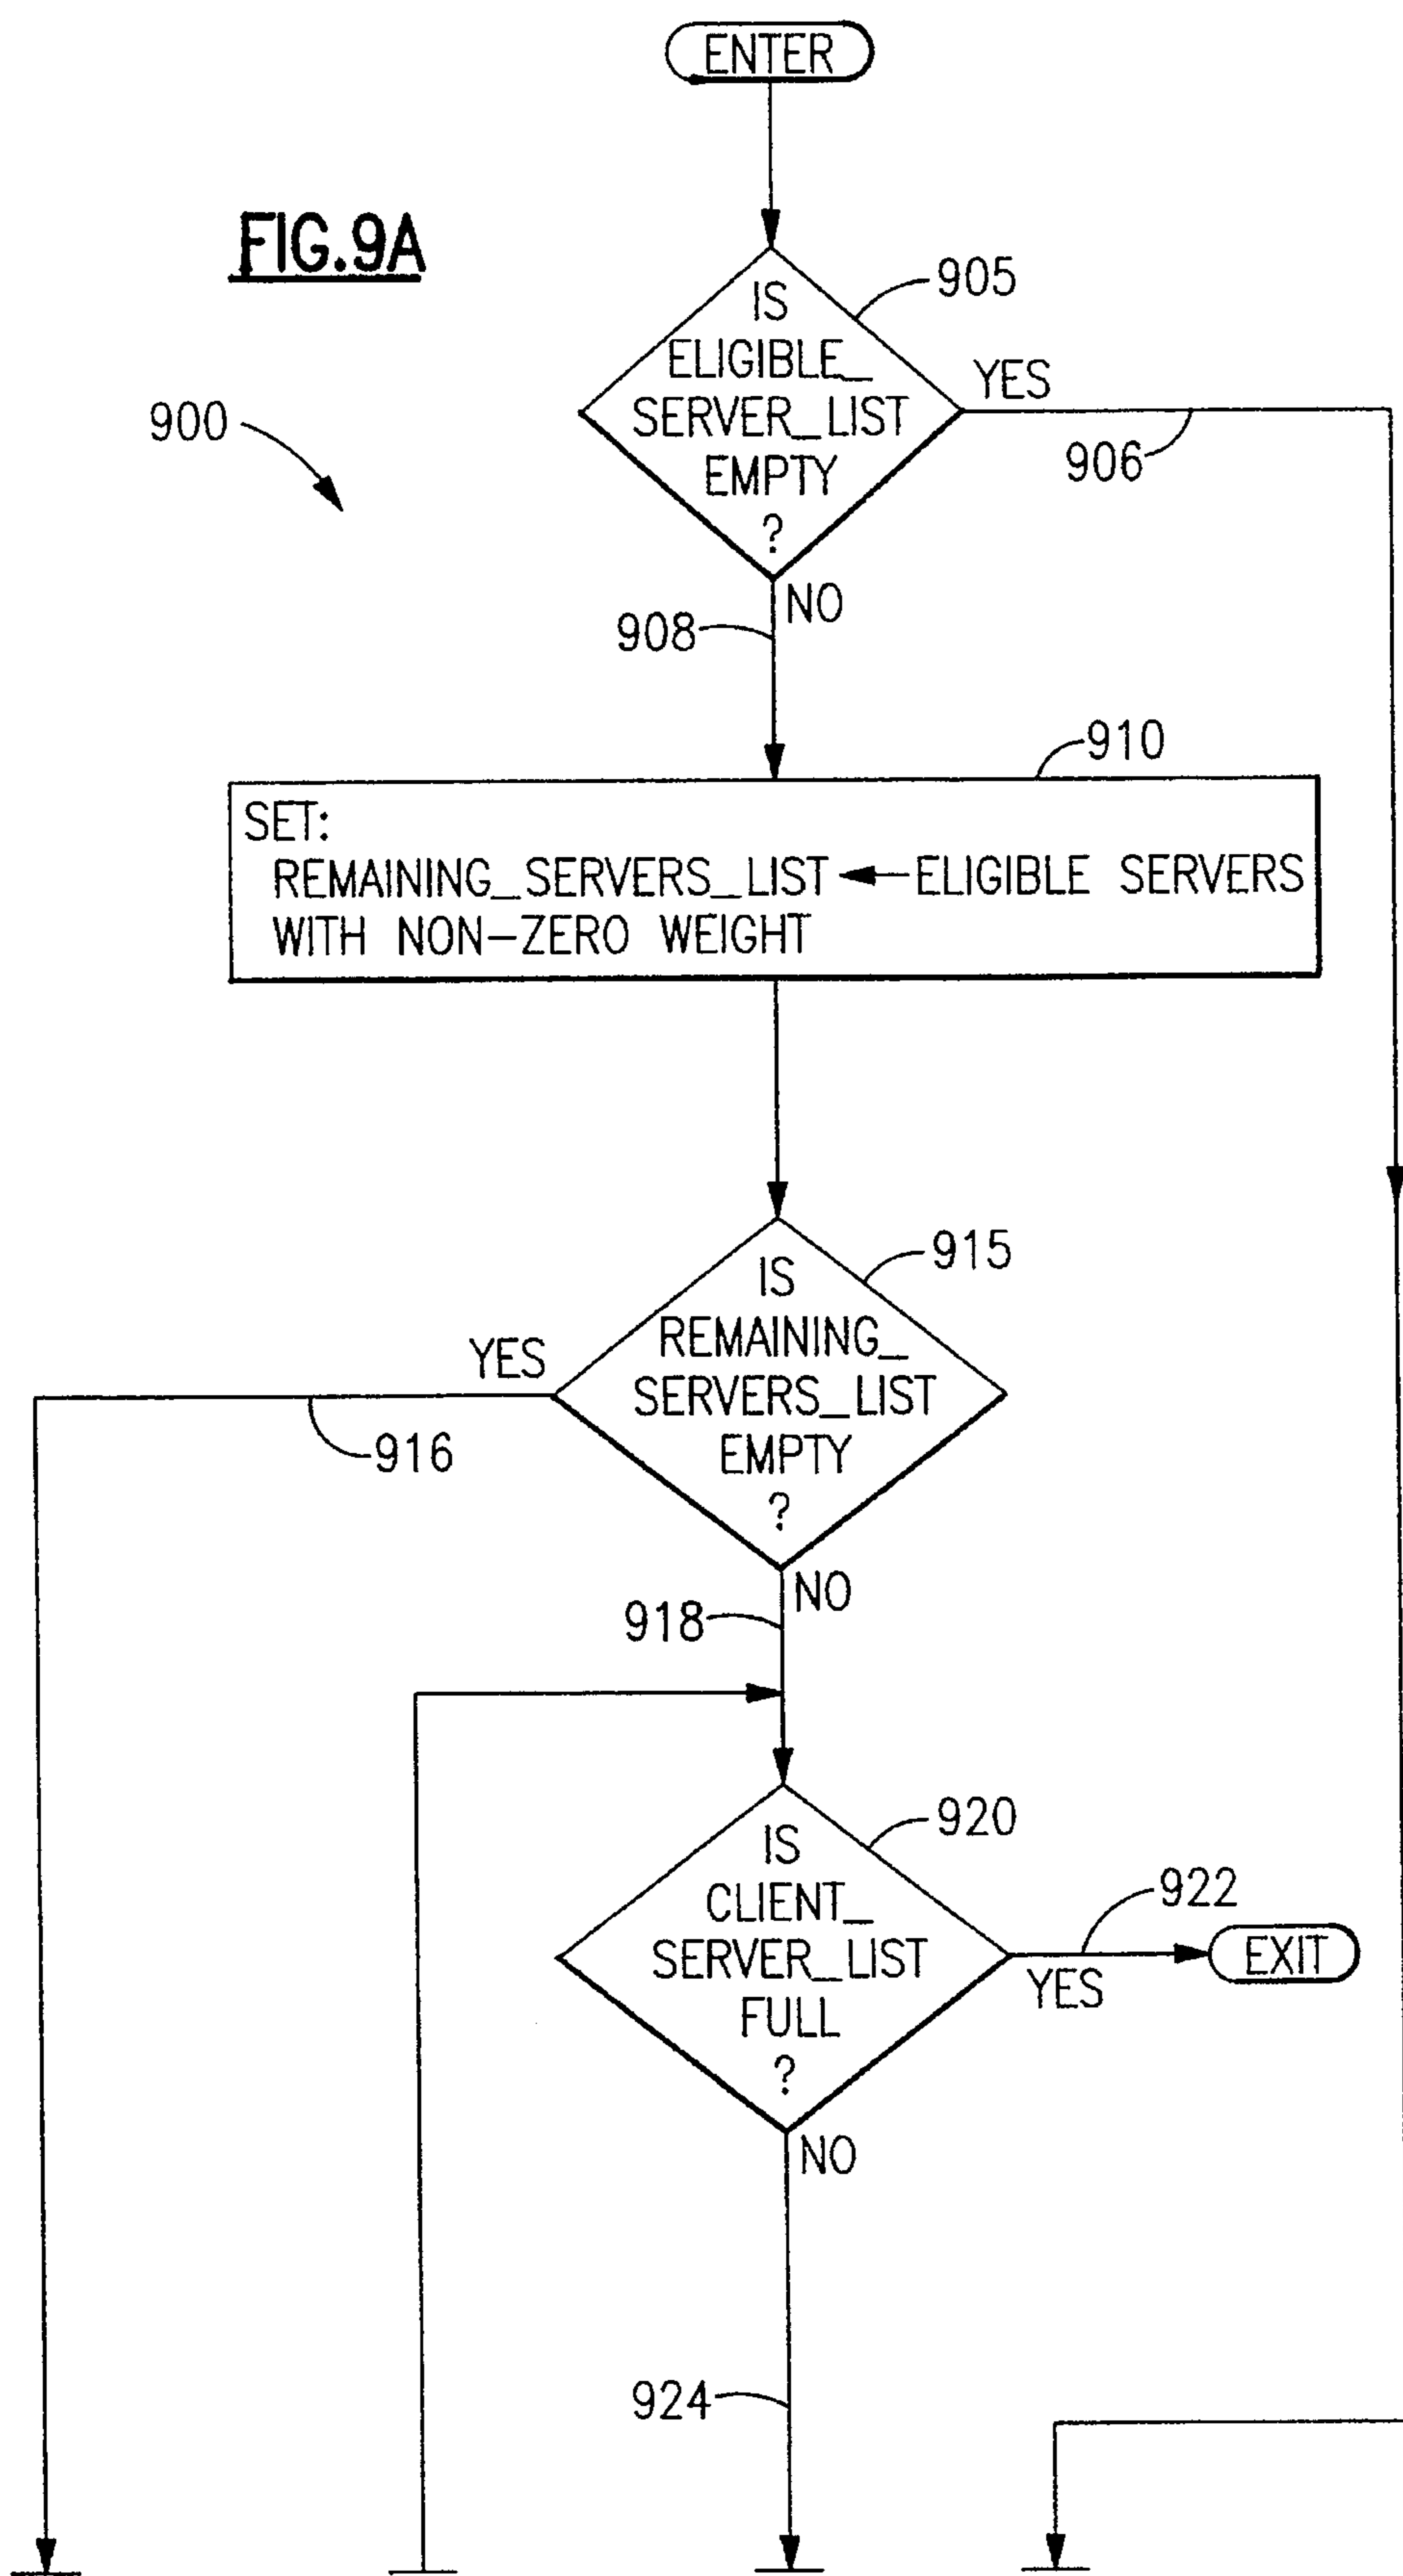 ENTER
FIG.9A
905
IS
ELIGIBLE_
SERVER_LIST
EMPTY
?
YES
906
900
NO
908
910
SET:
REMAINING_SERVERS_LIST ← ELIGIBLE SERVERS
WITH NON-ZERO WEIGHT
915
IS
REMAINING_
SERVERS_LIST
EMPTY
?
YES
916
NO
918
920
IS
CLIENT_
SERVER_LIST
FULL
?
922
EXIT
YES
NO
924